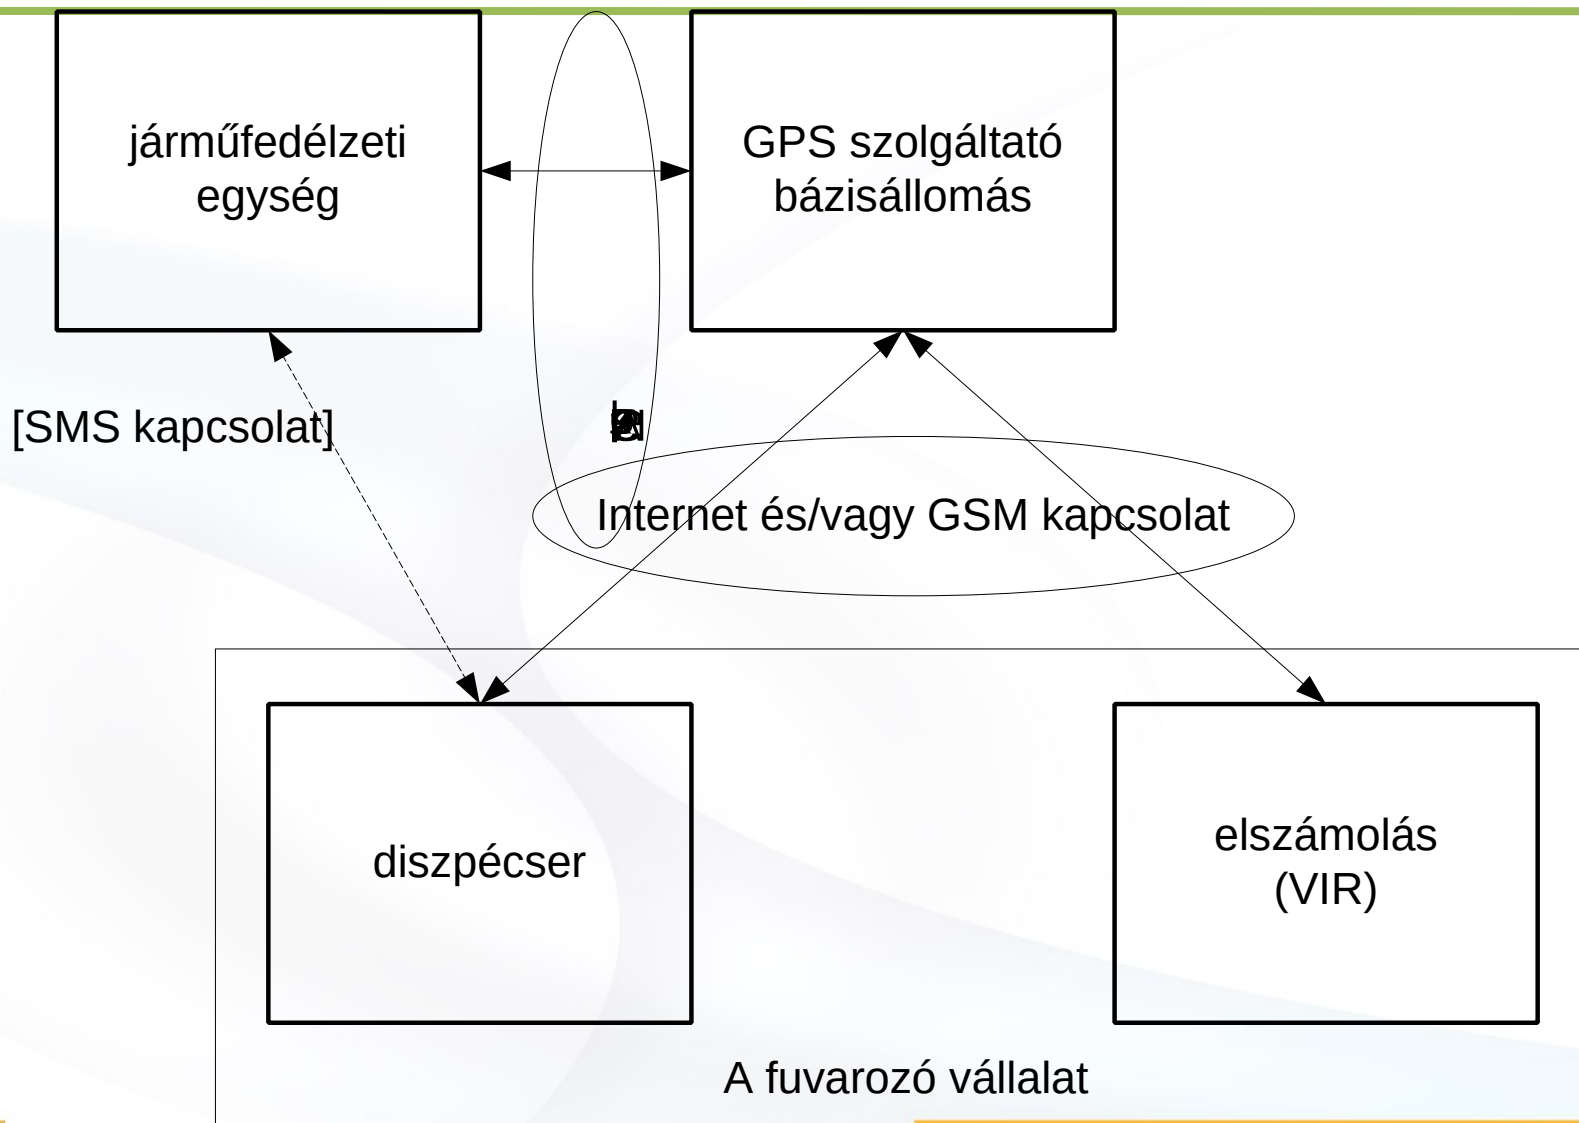 járműfedélzeti
egység
GPS szolgáltató
bázisállomás
[SMS kapcsolat]
Internet és/vagy GSM kapcsolat
diszpécser
elszámolás
(VIR)
A fuvarozó vállalat